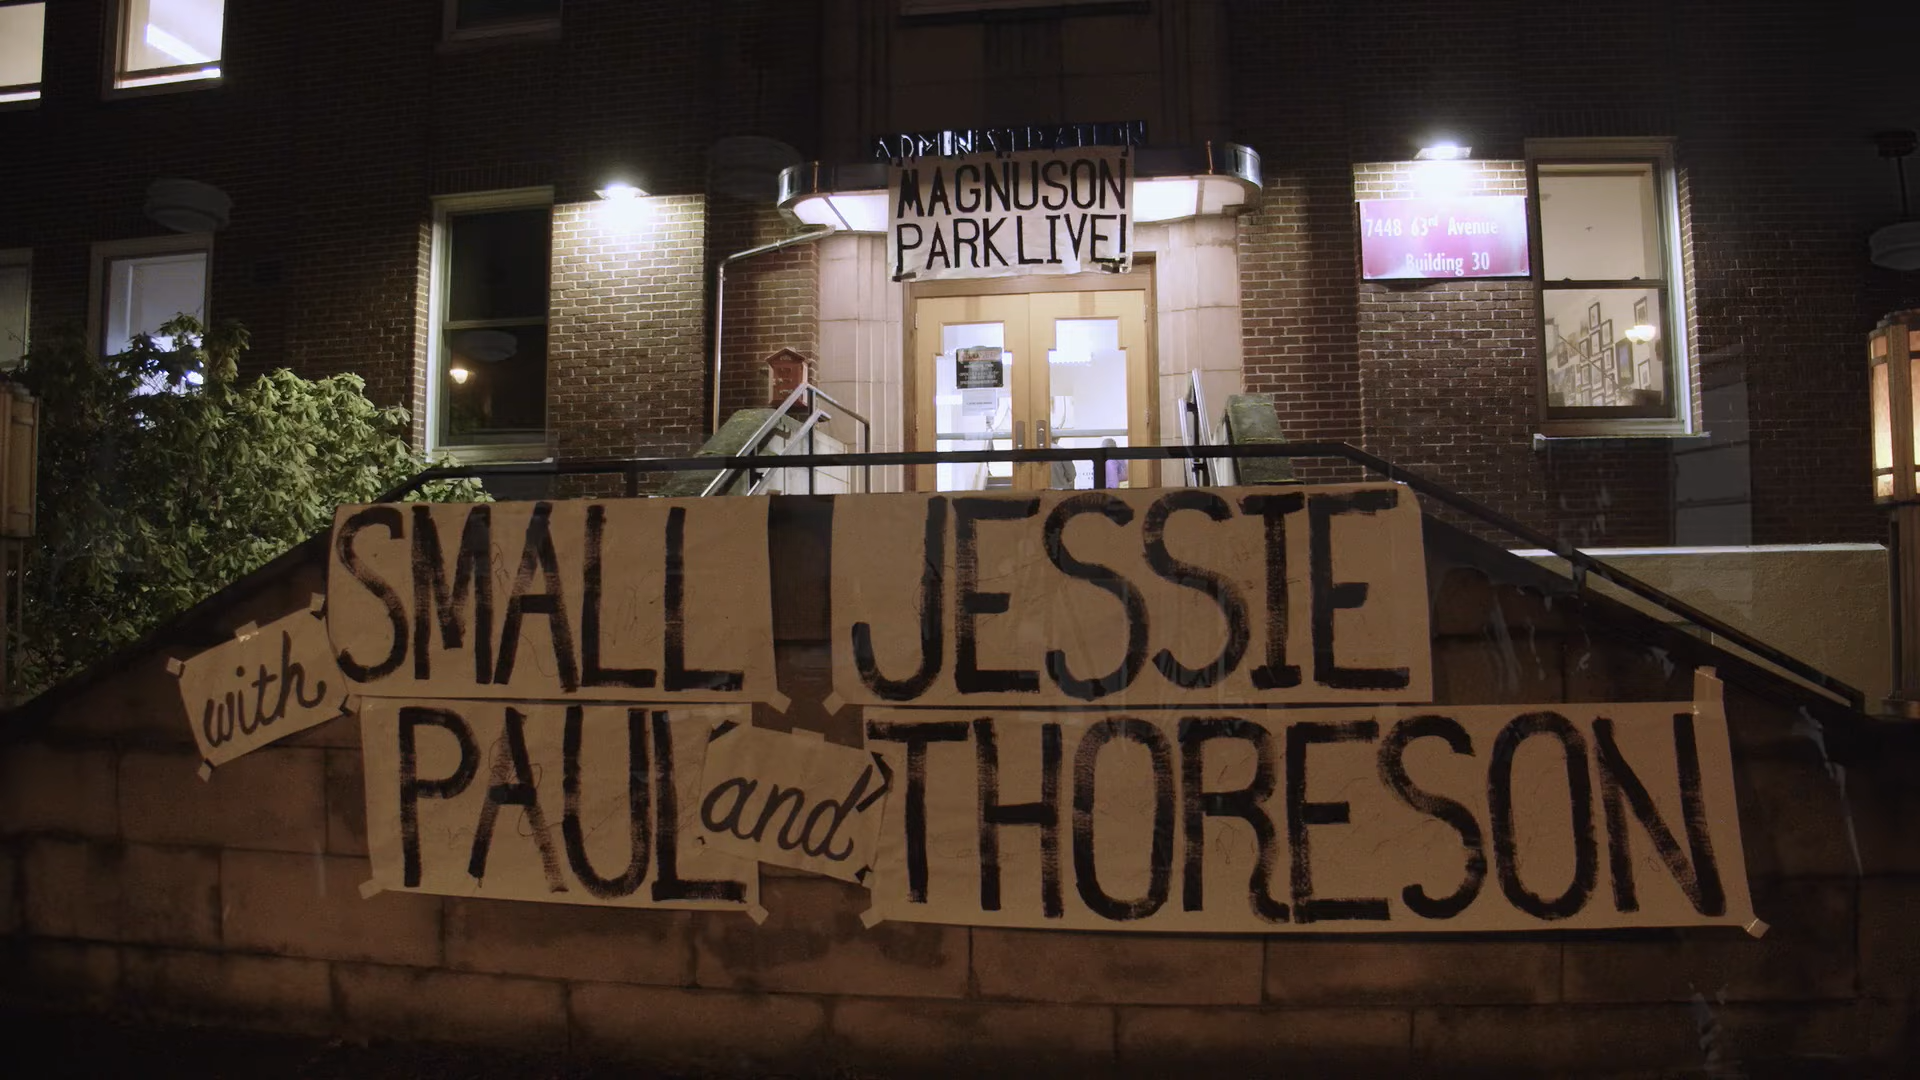 ADMINISTRATION
MAGNUSON
PARK LIVE!
7448 63rd Avenue
Building 30
with SMALL JESSIE
PAUL and THORESON